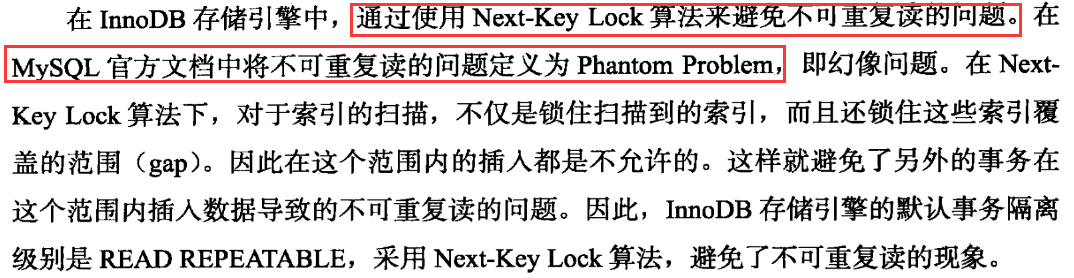 在 InnoDB 存储引擎中，通过使用 Next-Key Lock 算法来避免不可重复读的问题。在
MySQL 官方文档中将不可重复读的问题定义为 Phantom Problem，即幻像问题。在 Next-
Key Lock 算法下，对于索引的扫描，不仅是锁住扫描到的索引，而且还锁住这些索引覆
盖的范围（gap）。因此在这个范围内的插入都是不允许的。这样就避免了另外的事务在
这个范围内插入数据导致的不可重复读的问题。因此，InnoDB 存储引擎的默认事务隔离
级别是 READ REPEATABLE，采用 Next-Key Lock 算法，避免了不可重复读的现象。